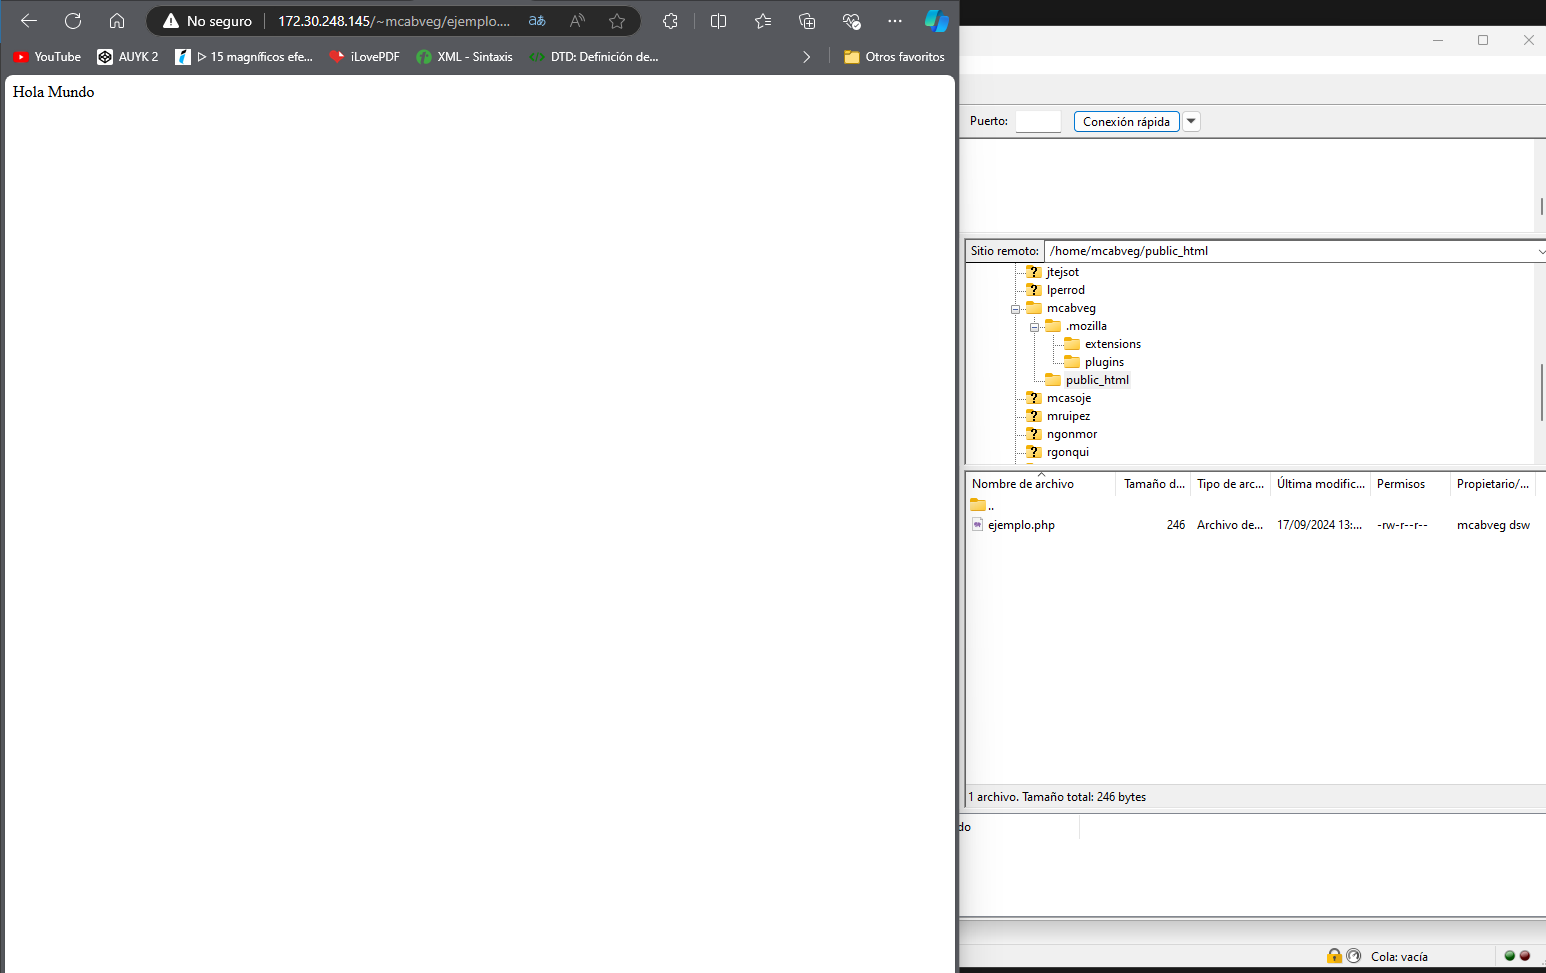 No seguro 172.30.248.145/~mcabveg/ejemplo....
YouTube AUYK 2 15 magníficos efe... iLovePDF XML - Sintaxis DTD: Definición de... Otros favoritos
Hola Mundo
Puerto: Conexión rápida
Sitio remoto: /home/mcabveg/public_html
jtejsot
lperrod
mcabveg
.mozilla
extensions
plugins
public_html
mcasoje
mruipez
ngonmor
rgonqui
Nombre de archivo Tamaño d... Tipo de arc... Última modific... Permisos Propietario/...
..
ejemplo.php 246 Archivo de... 17/09/2024 13:... -rw-r--r-- mcabveg dsw
1 archivo. Tamaño total: 246 bytes
do
Cola: vacía